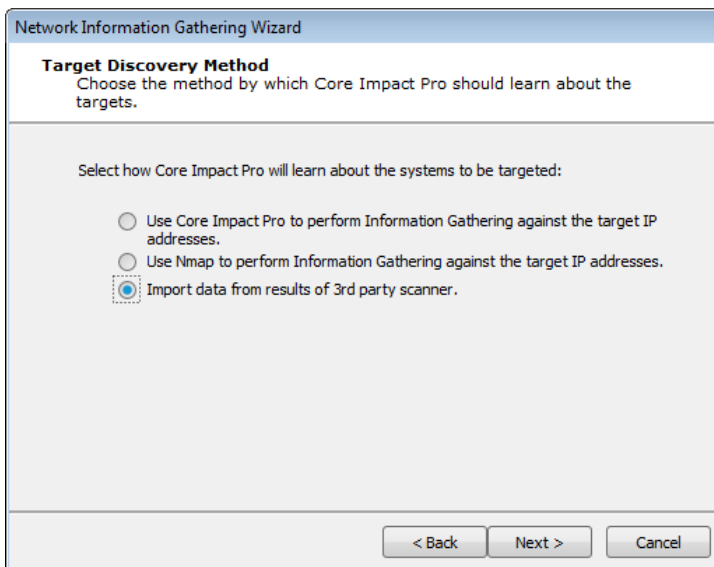 Network Information Gathering Wizard
Target Discovery Method
Choose the method by which Core Impact Pro should learn about the
targets.
Select how Core Impact Pro will learn about the systems to be targeted:
Use Core Impact Pro to perform Information Gathering against the target IP
addresses.
Use Nmap to perform Information Gathering against the target IP addresses.
Import data from results of 3rd party scanner.
< Back Next > Cancel